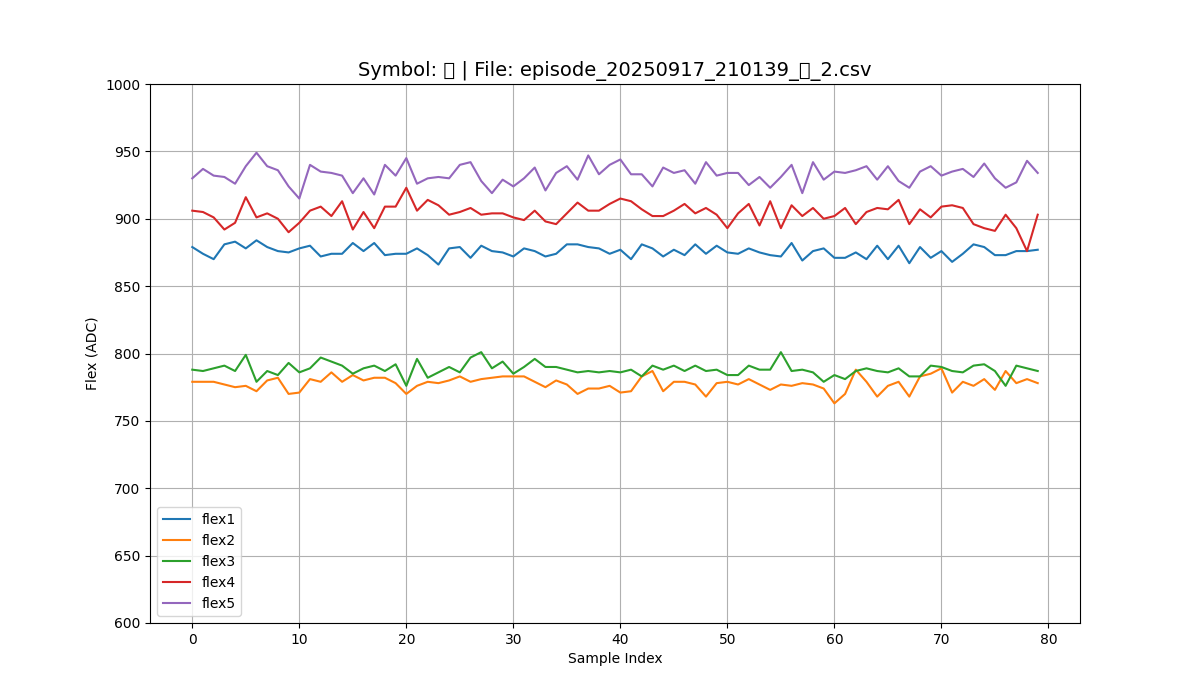 Symbol: | File: episode_20250917_210139_ _2.csv
1000
950
900
850
800
750
700
650
600
Flex (ADC)
flex1
flex2
flex3
flex4
flex5
0 10 20 30 40 50 60 70 80
Sample Index